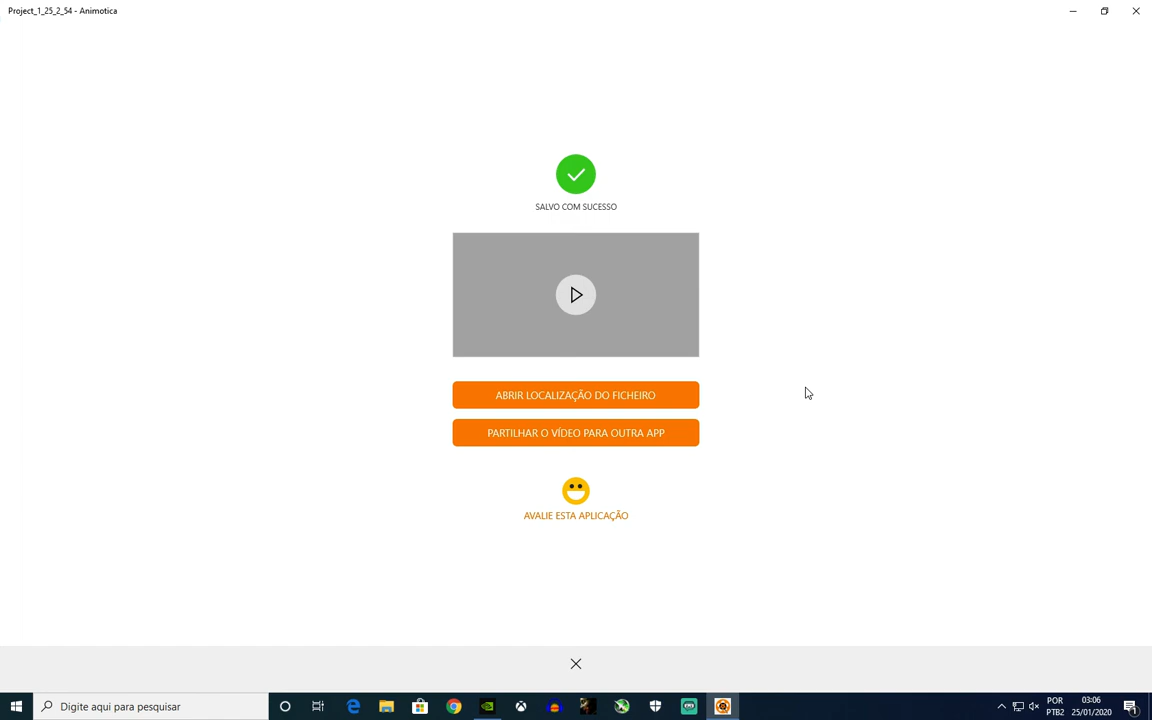 Project_1_25_2_54 - Animotica
SALVO COM SUCESSO
ABRIR LOCALIZAÇÃO DO FICHEIRO
PARTILHAR O VÍDEO PARA OUTRA APP
AVALIE ESTA APLICAÇÃO
Digite aqui para pesquisar
POR
PTB2
03:06
25/01/2020
1